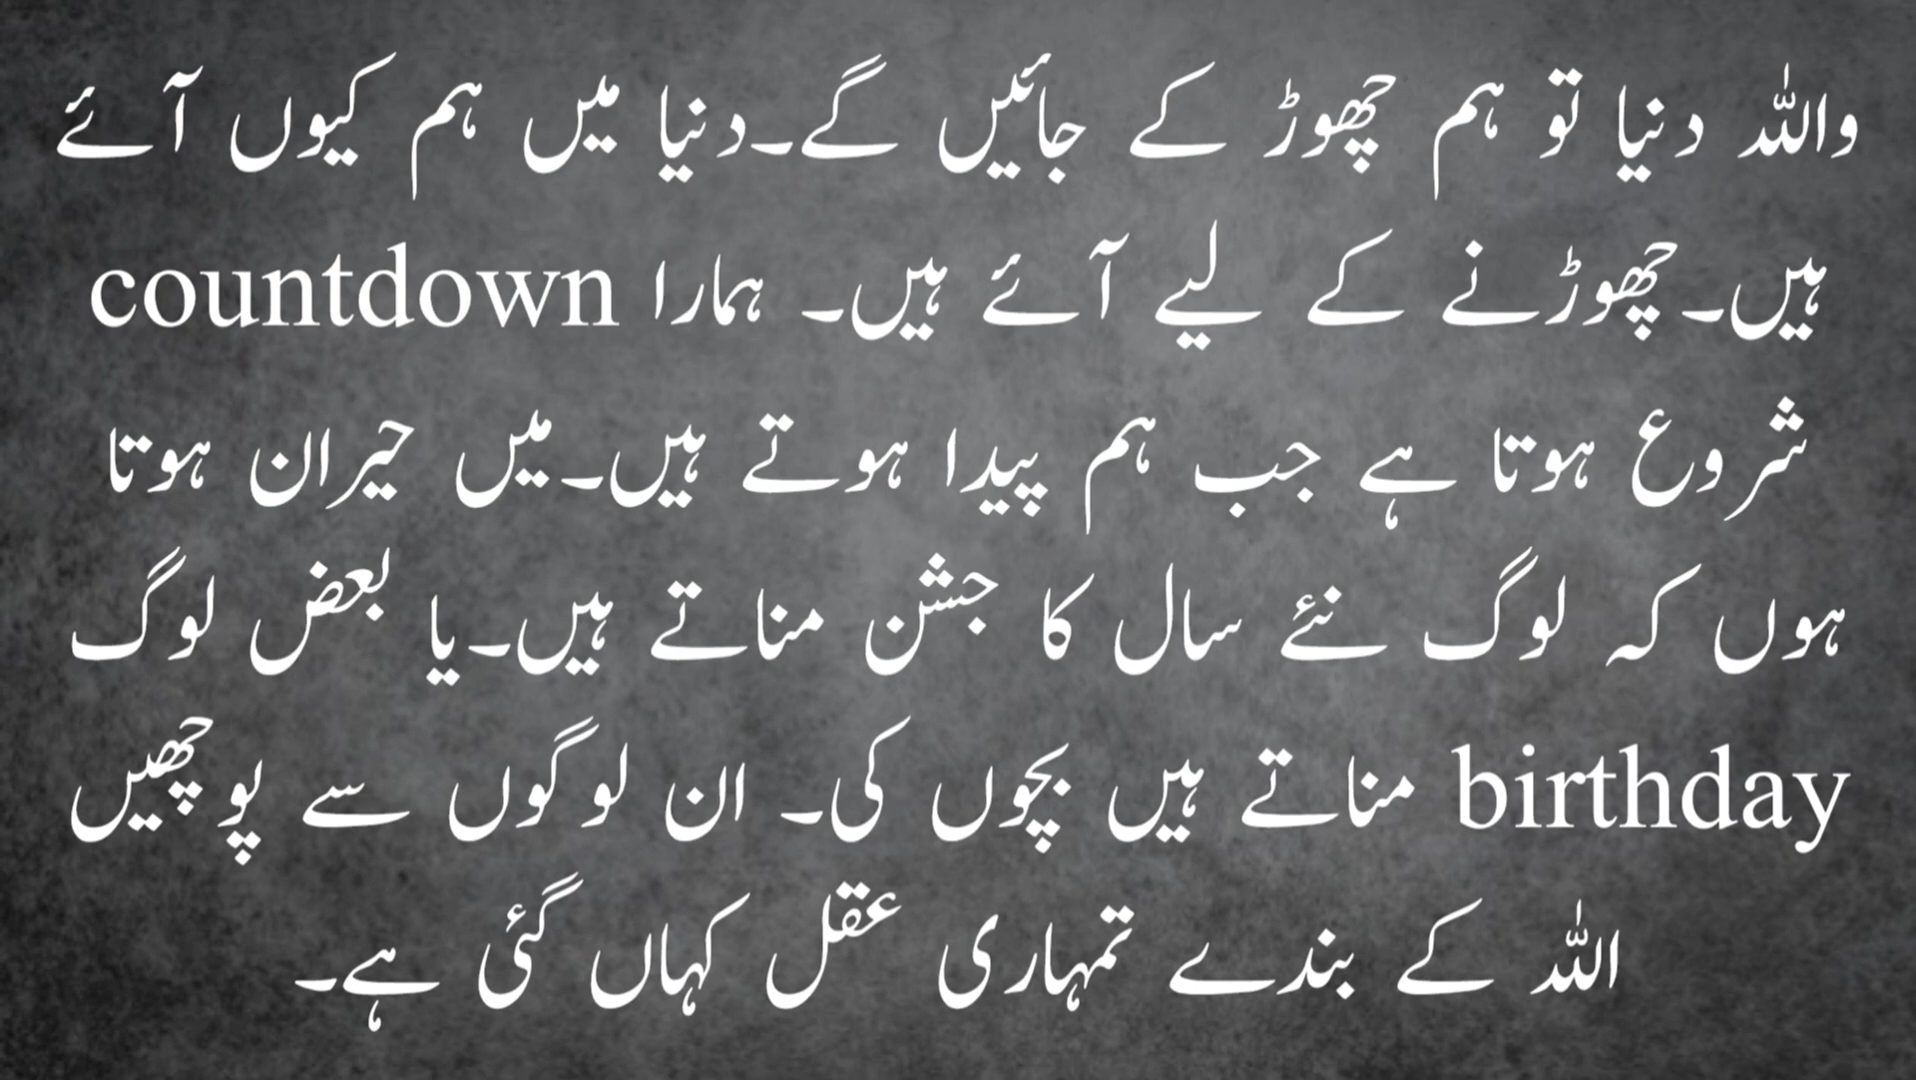 واللہ دنیا تو ہم چھوڑ کے جائیں گے۔دنیا میں ہم کیوں آئے
ہیں۔چھوڑنے کے لیے آئے ہیں۔ ہمارا countdown
شروع ہوتا ہے جب ہم پیدا ہوتے ہیں۔میں حیران ہوتا
ہوں کہ لوگ نئے سال کا جشن مناتے ہیں۔یا بعض لوگ
birthday مناتے ہیں بچوں کی۔ ان لوگوں سے پوچھیں
اللہ کے بندے تمہاری عقل کہاں گئی ہے۔